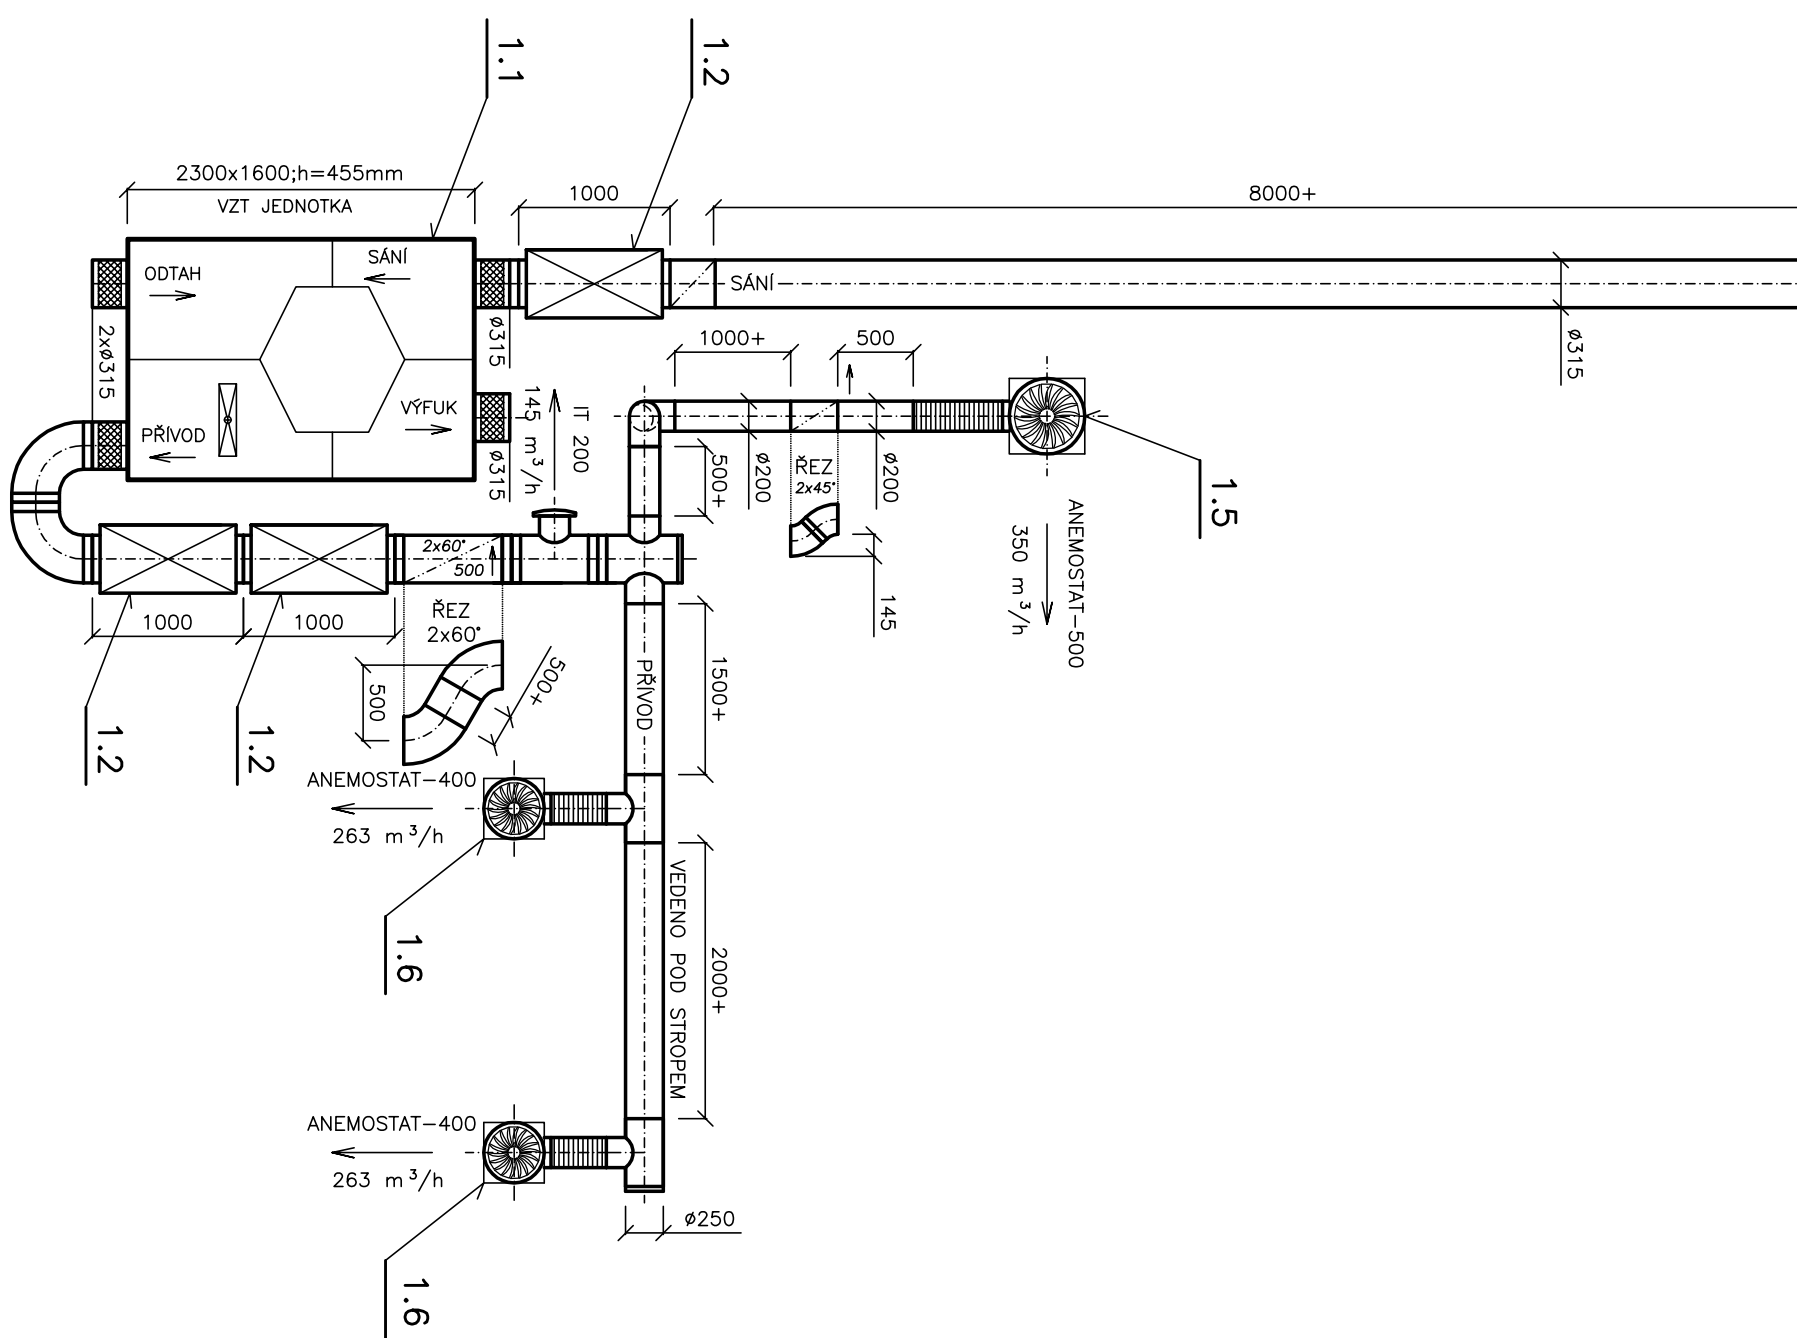 1.1
1.2
2300x1600;h=455mm
VZT JEDNOTKA
1000
8000+
ODTAH
SÁNÍ
SÁNÍ
2xø315
ø315
ø315
VÝFUK
PŘÍVOD
ø315
145 m³/h
IT 200
1000+
500
500+
ø200
ŘEZ
2x45°
ø200
145
1.5
ANEMOSTAT-500
350 m³/h
2x60°
500
1000
1000
ŘEZ
2x60°
500+
500
1.2
1.2
PŘÍVOD
1500+
ANEMOSTAT-400
263 m³/h
1.6
VEDENO POD STROPEM
2000+
ANEMOSTAT-400
263 m³/h
ø250
1.6